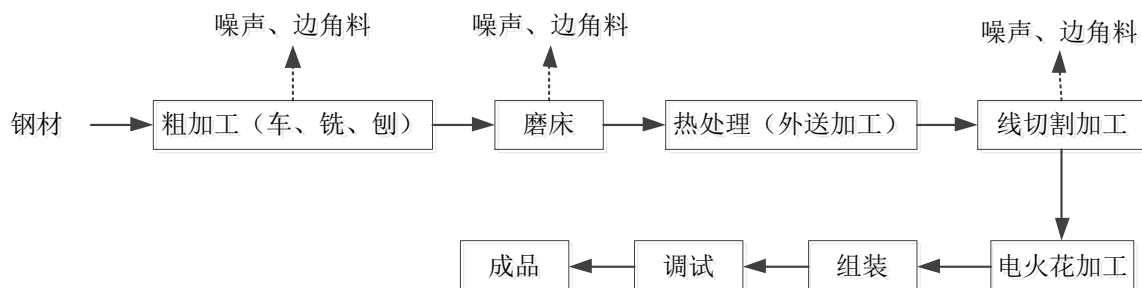 噪声、边角料
噪声、边角料
噪声、边角料
钢材
粗加工（车、铣、刨）
磨床
热处理（外送加工）
线切割加工
成品
调试
组装
电火花加工